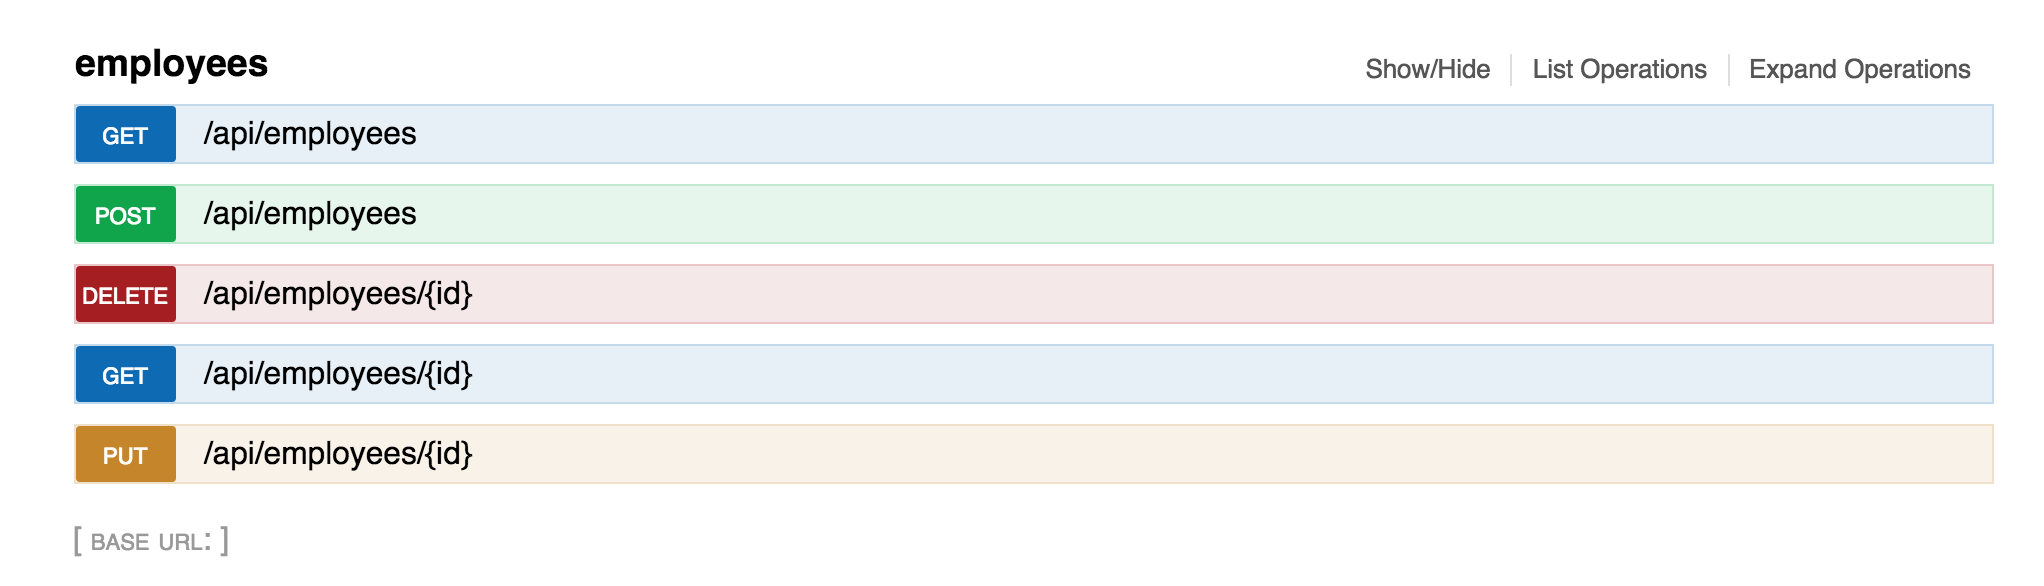 employees Show/Hide List Operations Expand Operations
GET /api/employees
POST /api/employees
DELETE /api/employees/{id}
GET /api/employees/{id}
PUT /api/employees/{id}
[ BASE URL: ]